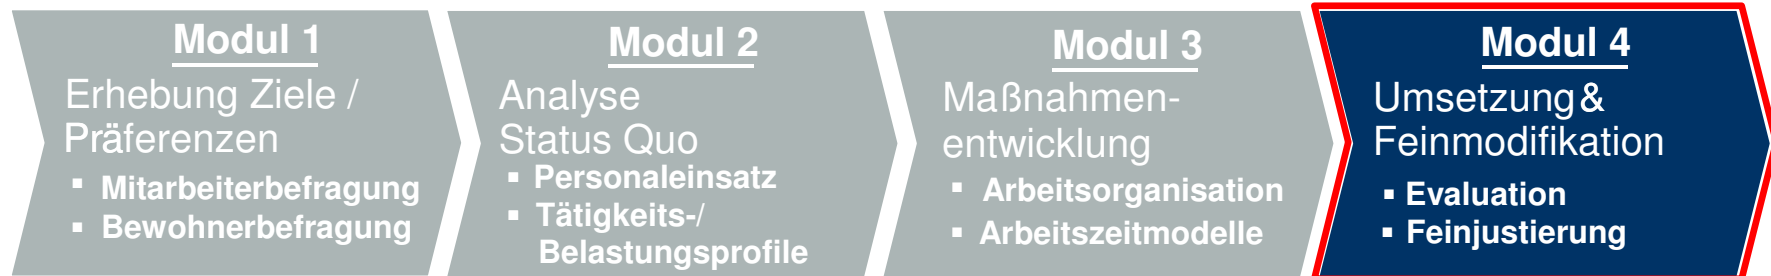 Modul 1
Erhebung Ziele /
Präferenzen
▪ Mitarbeiterbefragung
▪ Bewohnerbefragung
Modul 2
Analyse
Status Quo
▪ Personaleinsatz
▪ Tätigkeits-/
Belastungsprofile
Modul 3
Maßnahmen-
entwicklung
▪ Arbeitsorganisation
▪ Arbeitszeitmodelle
Modul 4
Umsetzung&
Feinmodifikation
▪ Evaluation
▪ Feinjustierung